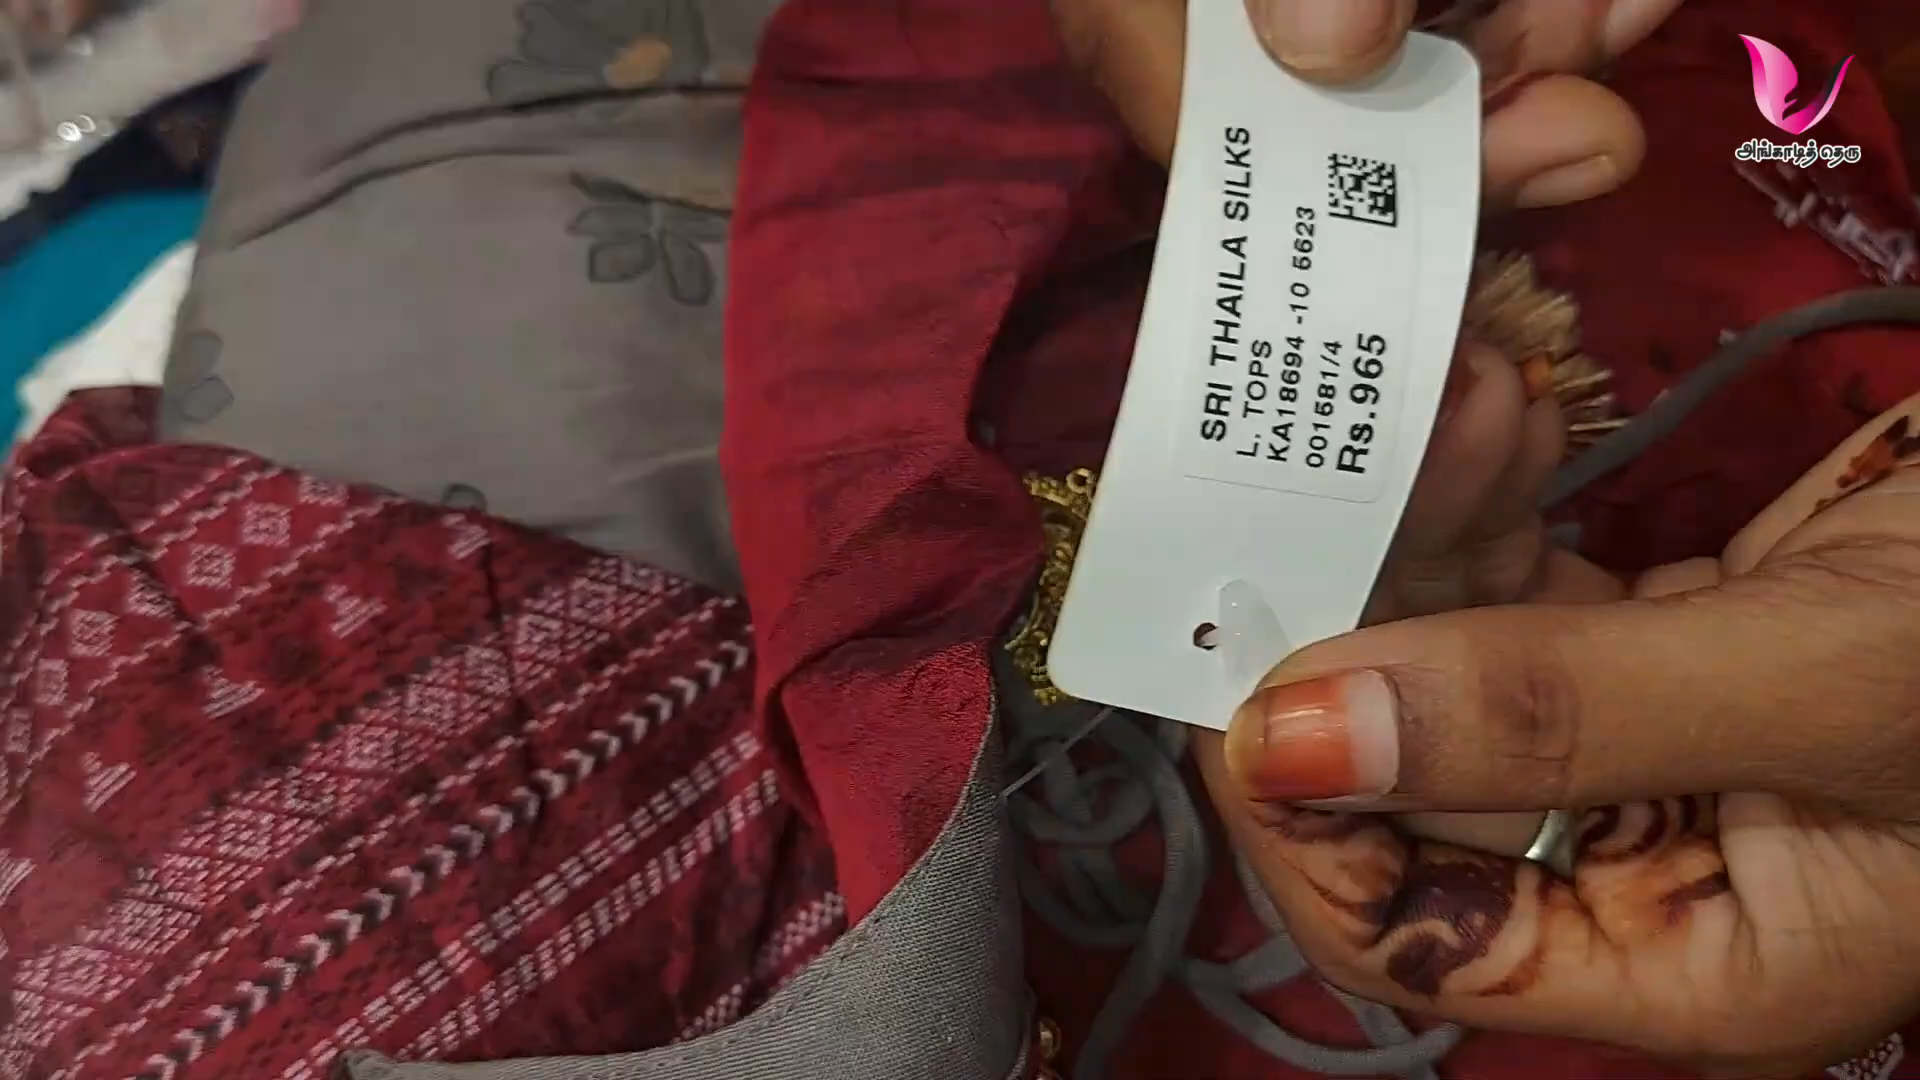 SRI THAILA SILKS
L. TOPS
KA18694 -10 5623
001581/4
Rs.965
அங்காடித் தெரு